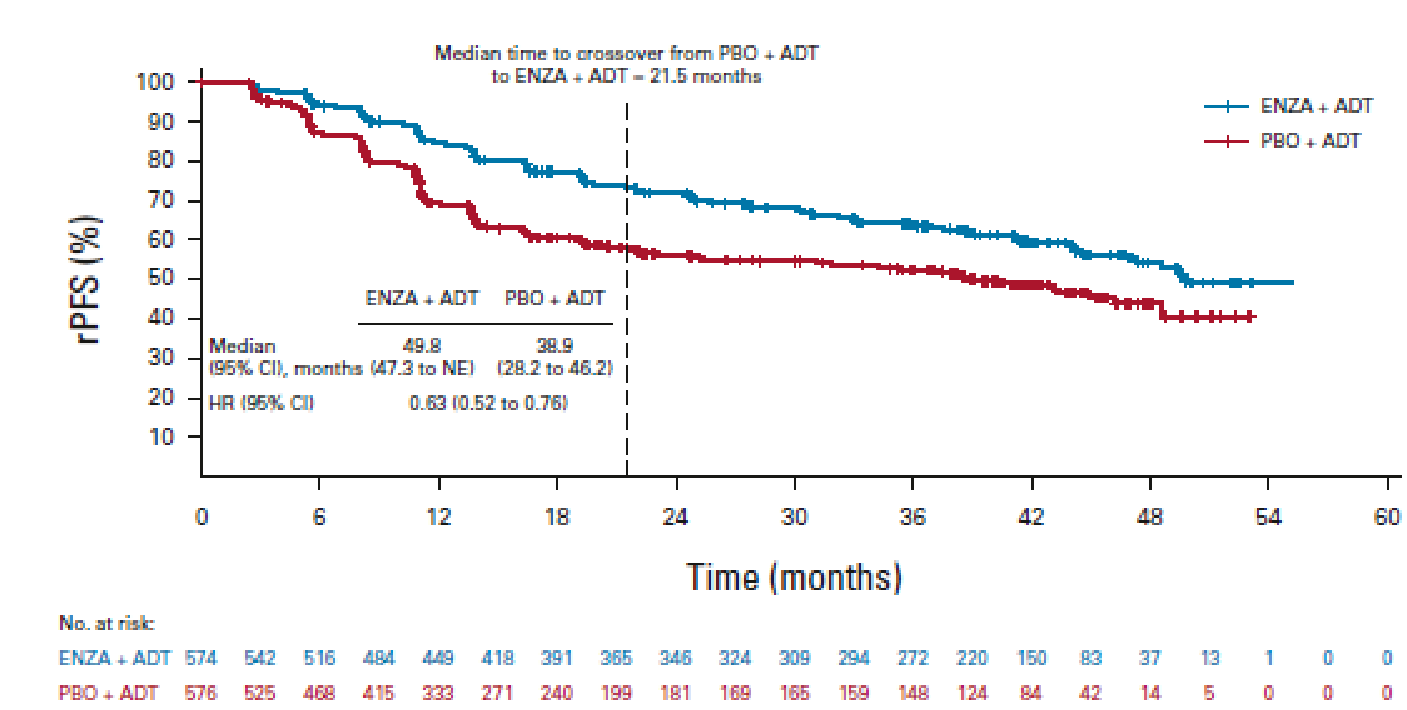 Median time to crossover from PBO + ADT
to ENZA + ADT – 21.5 months
100
90
80
70
60
50
40
30
20
10
rPFS (%)
ENZA + ADT
PBO + ADT
ENZA + ADT PBO + ADT
Median 49.8 38.9
(95% CI), months (47.3 to NE) (28.2 to 46.2)
HR (95% CI) 0.63 (0.52 to 0.76)
0 6 12 18 24 30 36 42 48 54 60
Time (months)
No. at risk:
ENZA + ADT 574 542 516 484 449 418 391 365 346 324 309 294 272 220 150 83 37 13 1 0 0
PBO + ADT 576 525 468 415 333 271 240 199 181 169 165 159 148 124 84 42 14 5 0 0 0